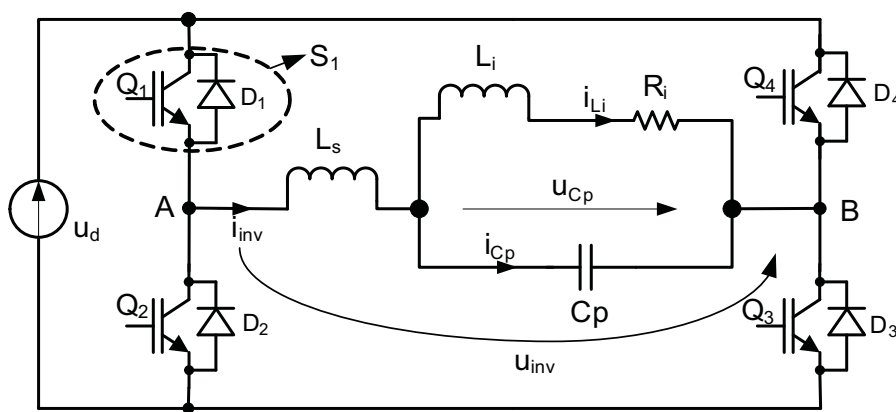 S1
Li
Q1
D1
iLi
Ri
Q4
D4
Ls
uCp
A
B
ud
iinv
iCp
Cp
Q2
D2
Q3
D3
uinv